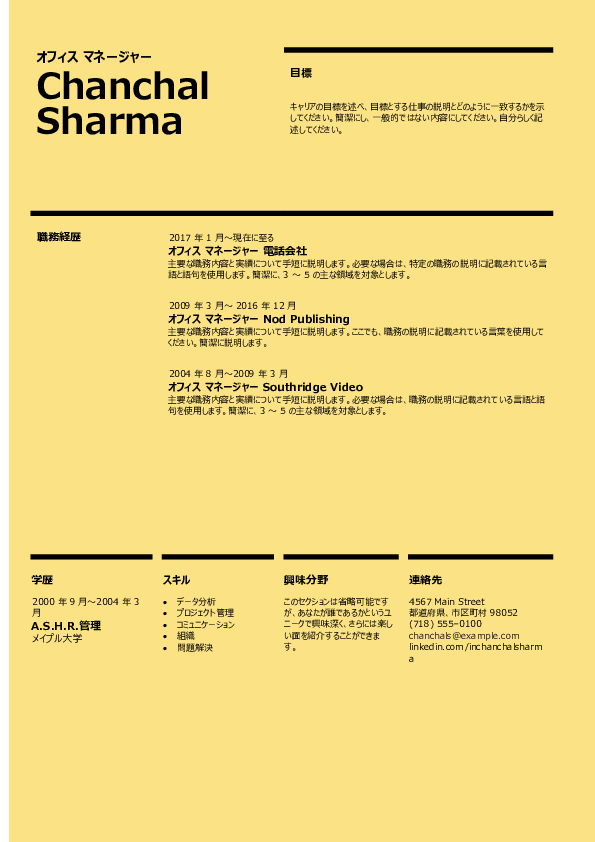 オフィス マネージャー
Chanchal
Sharma
目標
キャリアの目標を述べ、目標とする仕事の説明とどのように一致するかを示
してください。簡潔にし、一般的ではない内容にしてください。自分らしく記
述してください。
職務経歴
2017 年 1 月～現在に至る
オフィス マネージャー 電話会社
主要な職務内容と実績について手短に説明します。必要な場合は、特定の職務の説明に記載されている言
語と語句を使用します。簡潔に、3 ～ 5 の主な領域を対象とします。
2009 年 3 月～ 2016 年 12 月
オフィス マネージャー Nod Publishing
主要な職務内容と実績について手短に説明します。ここでも、職務の説明に記載されている言葉を使用して
ください。簡潔に説明します。
2004 年 8 月～2009 年 3 月
オフィス マネージャー Southridge Video
主要な職務内容と実績について手短に説明します。必要な場合は、職務の説明に記載されている言語と語
句を使用します。簡潔に、3 ～ 5 の主な領域を対象とします。
学歴
2000 年 9 月～2004 年 3
月
A.S.H.R.管理
メイプル大学
スキル
• データ分析
• プロジェクト管理
• コミュニケーション
• 組織
• 問題解決
興味分野
このセクションは省略可能です
が、あなたが誰であるかというユ
ニークで興味深く、さらには楽し
い面を紹介することができま
す。
連絡先
4567 Main Street
都道府県、市区町村 98052
(718) 555–0100
chanchals@example.com
linkedin.com/inchanchalsharm
a